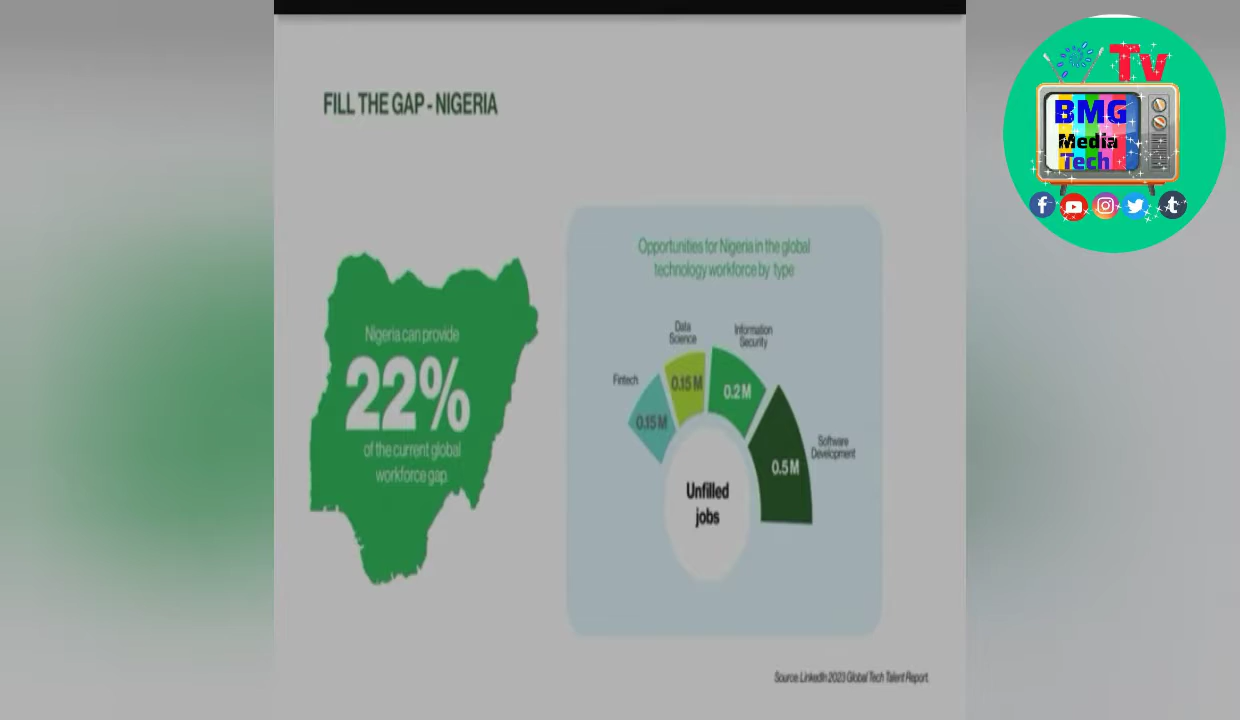 FILL THE GAP - NIGERIA
Nigeria can provide
22%
of the current global
workforce gap.
Opportunities for Nigeria in the global
technology workforce by type
Fintech
0.15 M
Data
Science
0.15 M
Information
Security
0.2 M
Software
Development
0.5 M
Unfilled
jobs
Source: LinkedIn 2023 Global Tech Talent Report.
Tv
BMG
Media
Tech